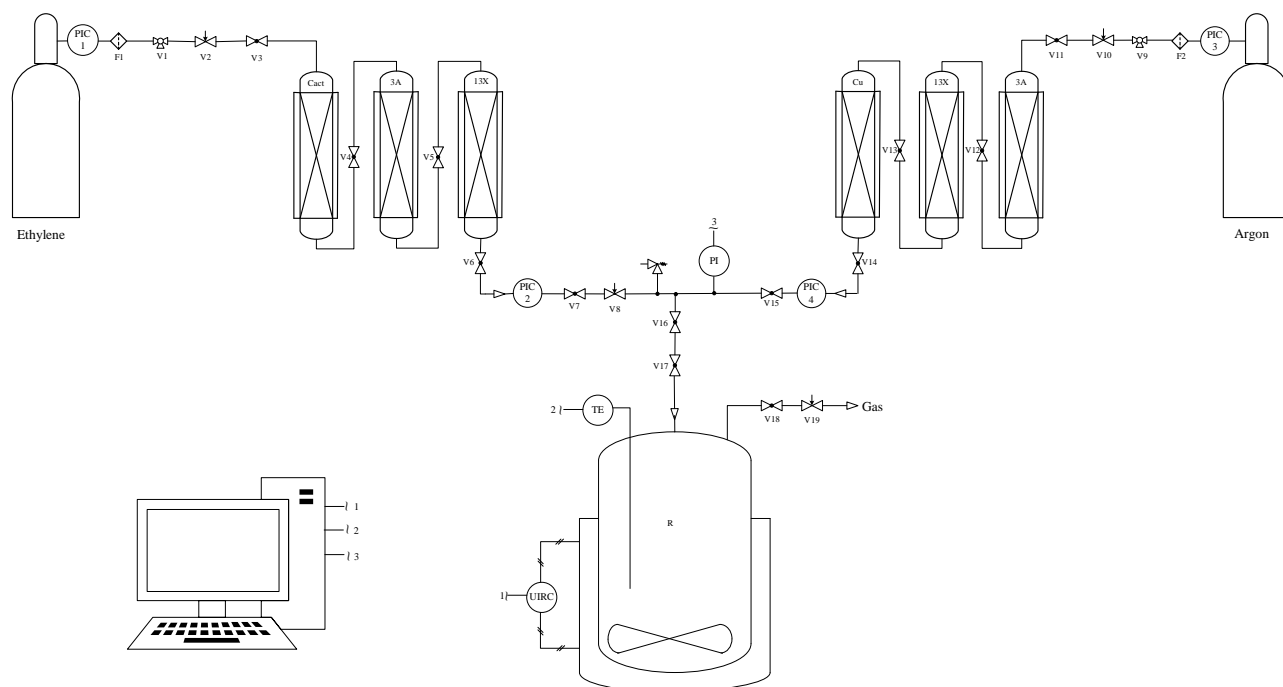 PIC
1
F1
V1
V2
V3
V11
V10
V9
F2
PIC
3
Cact
3A
13X
Cu
13X
3A
V4
V5
V13
V12
Ethylene
Argon
3
V6
PI
V14
PIC
2
V7
V8
V15
PIC
4
V16
V17
2
TE
V18
V19
Gas
1
2
3
R
1
UIRC